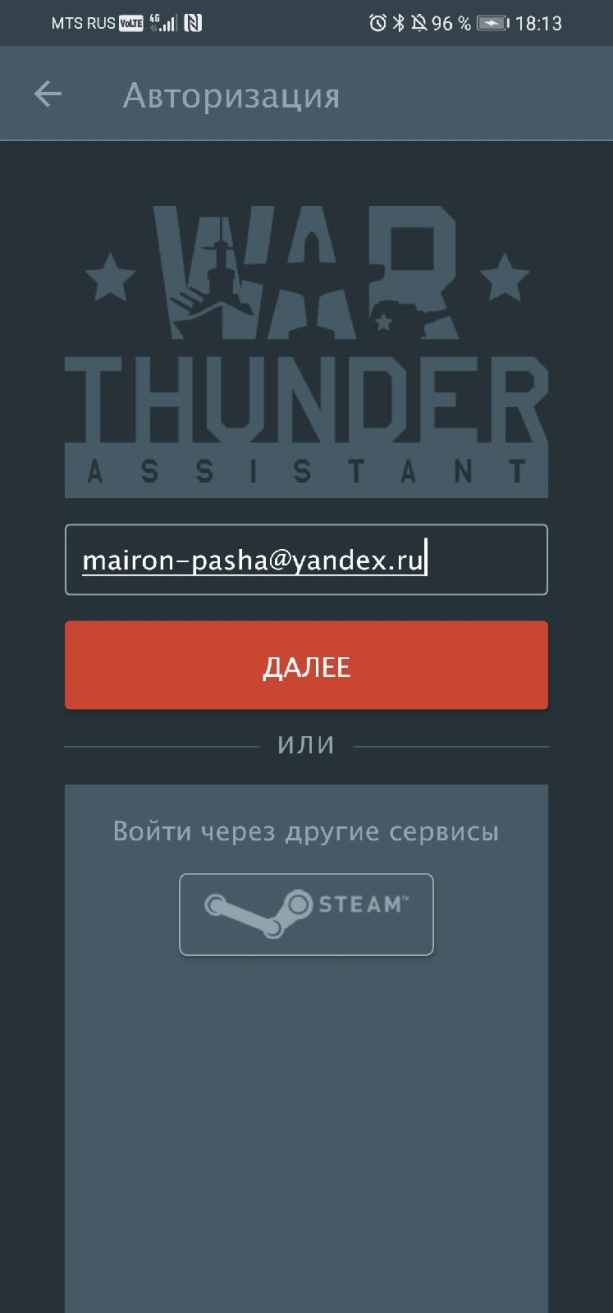 MTS RUS VoLTE 4G 96 % 18:13
Авторизация
WAR
THUNDER
ASSISTANT
mairon-pasha@yandex.ru
ДАЛЕЕ
ИЛИ
Войти через другие сервисы
STEAM™